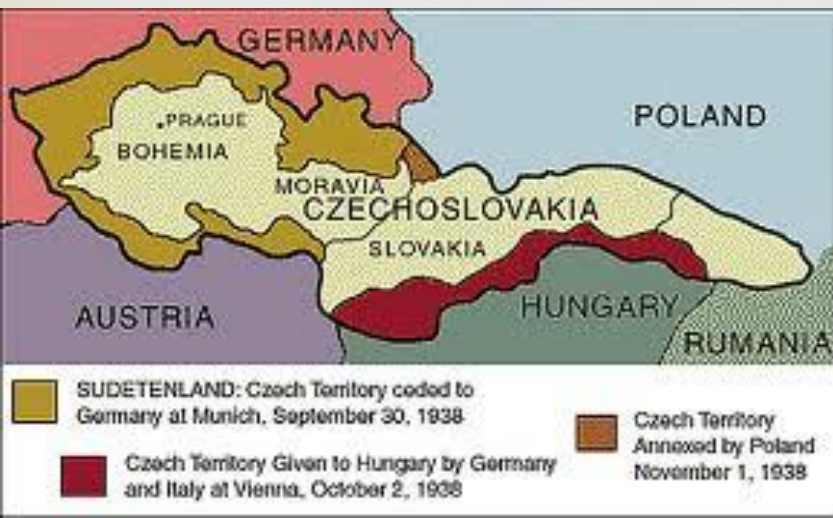 GERMANY
POLAND
PRAGUE
BOHEMIA
MORAVIA
CZECHOSLOVAKIA
SLOVAKIA
AUSTRIA
HUNGARY
RUMANIA
SUDETENLAND: Czech Territory ceded to
Germany at Munich, September 30, 1938
Czech Territory
Annexed by Poland
November 1, 1938
Czech Territory Given to Hungary by Germany
and Italy at Vienna, October 2, 1938